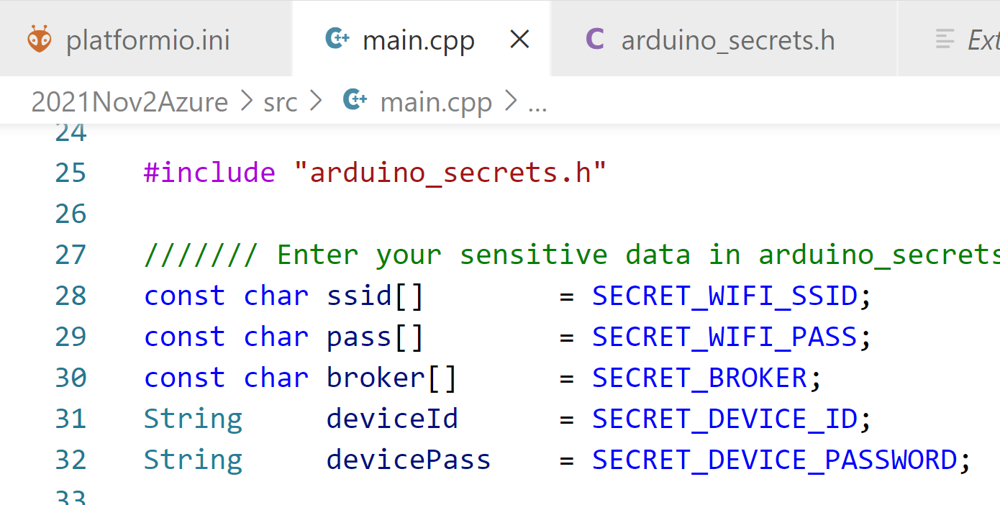 platformio.ini main.cpp arduino_secrets.h Ext
2021Nov2Azure > src > main.cpp > ...
24
25 #include "arduino_secrets.h"
26
27 /////// Enter your sensitive data in arduino_secrets
28 const char ssid[] = SECRET_WIFI_SSID;
29 const char pass[] = SECRET_WIFI_PASS;
30 const char broker[] = SECRET_BROKER;
31 String deviceId = SECRET_DEVICE_ID;
32 String devicePass = SECRET_DEVICE_PASSWORD;
33